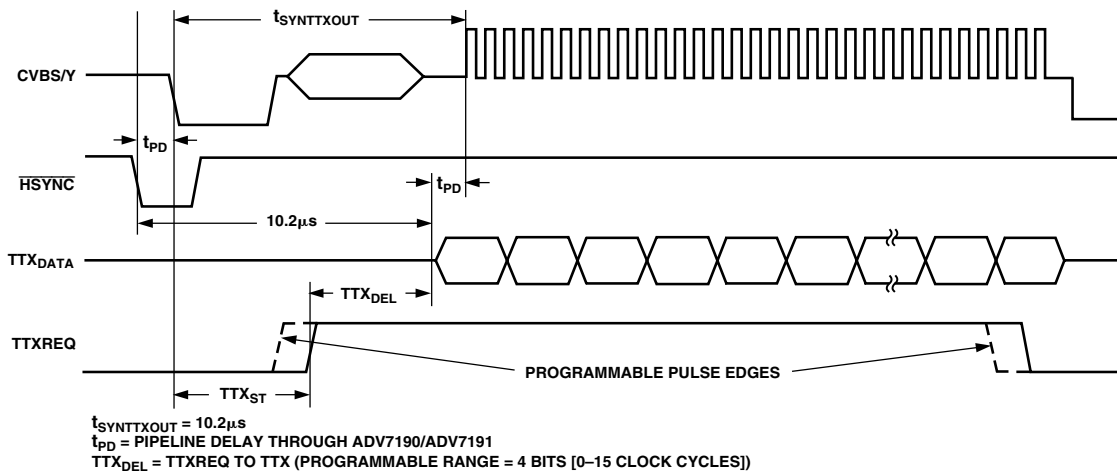 tSYNTTXOUT
CVBS/Y
tPD
HSYNC
tPD
10.2μs
TTXDATA
TTXDEL
TTXREQ
PROGRAMMABLE PULSE EDGES
TTXST
tSYNTTXOUT = 10.2μs
tPD = PIPELINE DELAY THROUGH ADV7190/ADV7191
TTXDEL = TTXREQ TO TTX (PROGRAMMABLE RANGE = 4 BITS [0–15 CLOCK CYCLES])